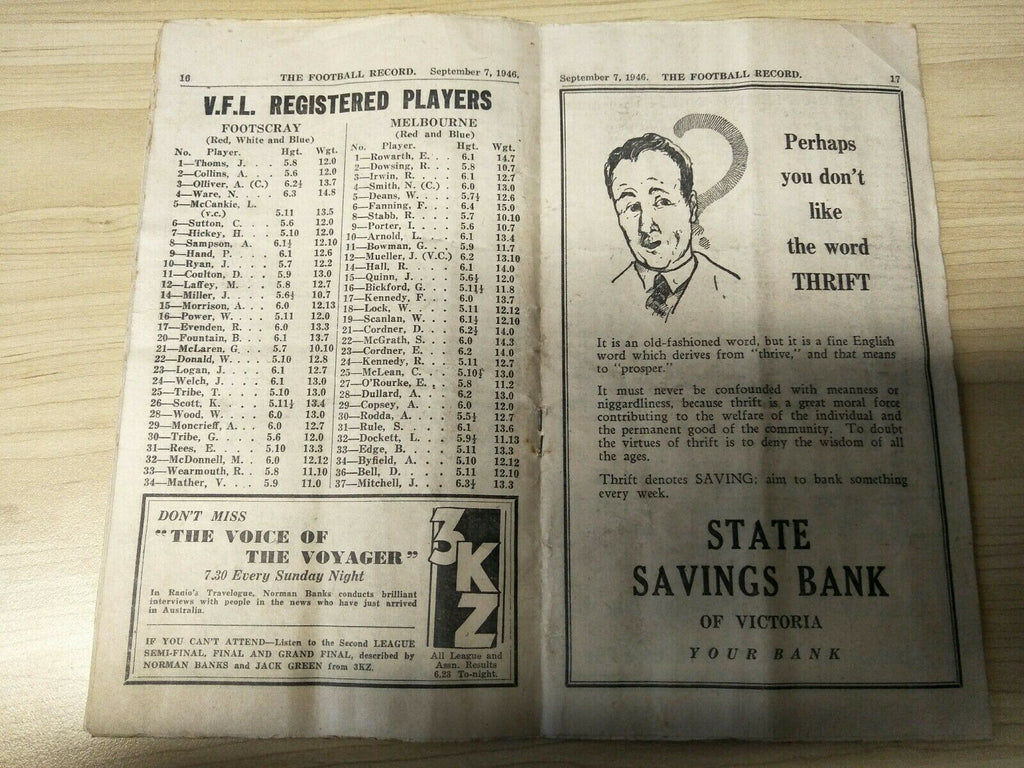 16 THE FOOTBALL RECORD. September 7, 1946.
V.F.L. REGISTERED PLAYERS
FOOTSCRAY
(Red, White and Blue)
No. Player. Hgt. Wgt.
1—Thoms, J. . . . 5.8 12.0
2—Collins, A. . . 5.6 12.0
3—Olliver, A. (C.) 6.2½ 13.7
4—Ware, N. . . . 6.3 14.8
5—McCankie, L.
(v.c.) 5.11 13.5
6—Sutton, C. . . 5.6 12.0
7—Hickey, H. . . 5.10 12.0
8—Sampson, A. 6.1½ 12.10
9—Hand, P. . . . 6.1 12.6
10—Ryan, J. . . . 5.7 12.2
11—Coulton, D. . . 5.9 13.0
12—Laffey, M. . . 5.8 12.7
14—Miller, J. . . . 5.6½ 10.7
15—Morrison, A. . . 6.0 12.13
16—Power, W. . . 5.11 12.0
17—Evenden, R. . . 6.0 13.3
20—Fountain, B. . . 6.1 13.7
21—McLaren, G. . 5.7 10.10
22—Donald, W. . . 5.10 12.8
23—Logan, J. . . . 6.1 12.7
24—Welch, J. . . . 6.1 13.0
25—Tribe, T. . . . 5.10 13.0
26—Scott, K. . . . 5.11½ 13.4
28—Wood, W. . . 6.0 13.0
29—Moncrieff, A. . . 6.0 12.7
30—Tribe, G. . . . 5.6 12.0
31—Rees, E. . . . 5.10 13.3
32—McDonnell, M. . 6.0 12.12
33—Wearmouth, R. . 5.8 11.10
34—Mather, V. . . 5.9 11.0
MELBOURNE
(Red and Blue)
No. Player. Hgt. Wgt.
1—Rowarth, E. . . 6.1 14.7
2—Dowsing, R. . . 5.8 10.7
3—Irwin, R. . . . 6.1 12.7
4—Smith, N. (C.) . 6.0 13.0
5—Deans, W. . . . 5.7½ 12.6
6—Fanning, F. . . 6.4 15.0
8—Stabb, R. . . . 5.7 10.10
9—Porter, I. . . . 5.6 10.7
10—Arnold, L. . . . 6.1 13.4
11—Bowman, G. . . 5.9 11.7
12—Mueller, J. (V.C.) 6.2 13.10
14—Hall, R. . . . 6.1 14.0
15—Quinn, J. . . . 5.6½ 12.0
16—Bickford, G. . . 5.11½ 11.8
17—Kennedy, F. . . 6.0 13.7
18—Lock, W. . . . 5.11 12.12
19—Scanlan, W. . . 6.1½ 12.10
21—Cordner, D. . . 6.2½ 14.0
22—McGrath, S. . . 6.0 14.3
23—Cordner, E. . . 6.2 14.0
24—Kennedy, R. . . 5.11 12.7
25—McLean, C. . . 5.10½ 13.0
27—O'Rourke, E. . . 5.8 11.2
28—Dullard, A. . . 6.2 13.0
29—Copsey, A. . . 6.0 12.0
30—Rodda, A. . . . 5.5½ 12.7
31—Rule, S. . . . 6.1 13.6
32—Dockett, L. . . 5.9½ 11.13
33—Edge, B. . . . 5.11 13.3
34—Byfield, A. . . 5.10 12.12
36—Bell, D. . . . 5.11 12.10
37—Mitchell, J. . . 6.3½ 13.3
DON'T MISS
"THE VOICE OF
THE VOYAGER"
7.30 Every Sunday Night
In Radio's Travelogue, Norman Banks conducts brilliant
interviews with people in the news who have just arrived
in Australia.
IF YOU CAN'T ATTEND—Listen to the Second LEAGUE
SEMI-FINAL, FINAL AND GRAND FINAL, described by
NORMAN BANKS and JACK GREEN from 3KZ.
3KZ
All League and
Assn. Results
6.23 To-night.
September 7, 1946. THE FOOTBALL RECORD. 17
Perhaps
you don't
like
the word
THRIFT
It is an old-fashioned word, but it is a fine English
word which derives from "thrive," and that means
to "prosper."
It must never be confounded with meanness or
niggardliness, because thrift is a great moral force
contributing to the welfare of the individual and
the permanent good of the community. To doubt
the virtues of thrift is to deny the wisdom of all
the ages.
Thrift denotes SAVING; aim to bank something
every week.
STATE
SAVINGS BANK
OF VICTORIA
YOUR BANK